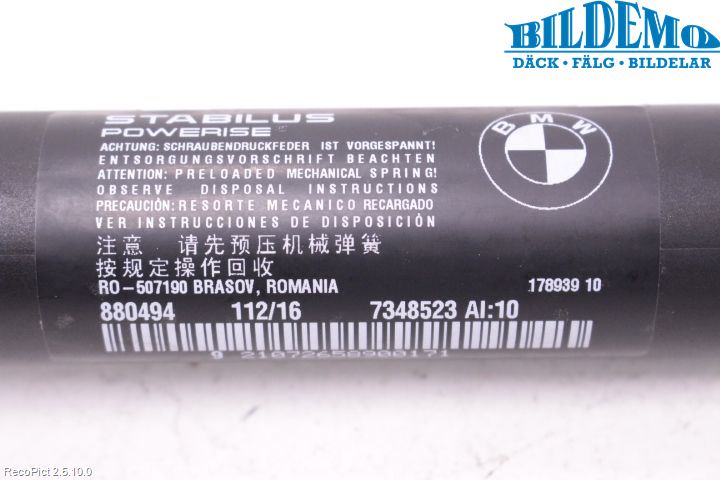 BILDEMO
DÄCK • FÄLG • BILDELAR
STABILUS
POWERISE
BMW
ACHTUNG: SCHRAUBENDRUCKFEDER IST VORGESPANNT!
ENTSORGUNGSVORSCHRIFT BEACHTEN
ATTENTION: PRELOADED MECHANICAL SPRING!
OBSERVE DISPOSAL INSTRUCTIONS
PRECAUCIÓN: RESORTE MECANICO RECARGADO
VER INSTRUCCIONES DE DISPOSICIÓN
注意 请先预压机械弹簧
按规定操作回收
RO-507190 BRASOV, ROMANIA
178939 10
880494 112/16 7348523 AI:10
9 21072658900171
RecoPict 2.5.10.0